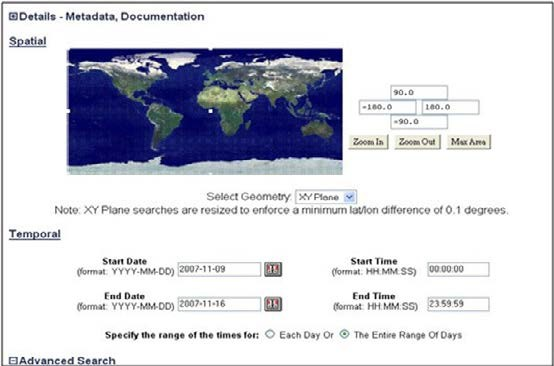 Details - Metadata, Documentation
Spatial
90.0
-180.0 180.0
-90.0
Zoom In Zoom Out Max Area
Select Geometry: XY Plane
Note: XY Plane searches are resized to enforce a minimum lat/lon difference of 0.1 degrees.
Temporal
Start Date
(format: YYYY-MM-DD) 2007-11-09
Start Time
(format: HH:MM:SS) 00:00:00
End Date
(format: YYYY-MM-DD) 2007-11-16
End Time
(format: HH:MM:SS) 23:59:59
Specify the range of the times for: Each Day Or The Entire Range Of Days
Advanced Search